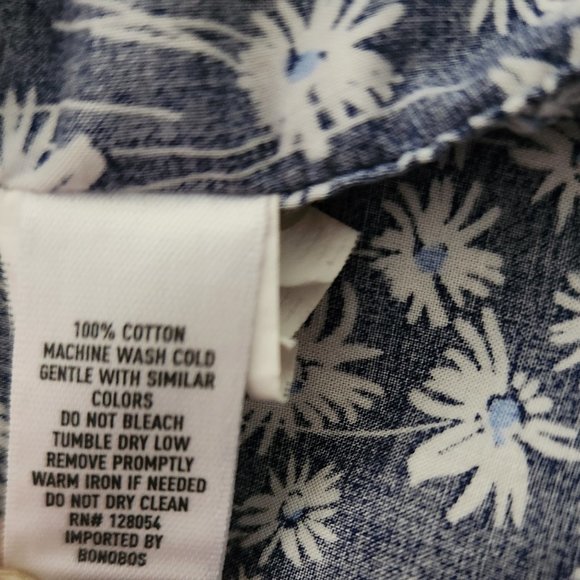 100% COTTON
MACHINE WASH COLD
GENTLE WITH SIMILAR
COLORS
DO NOT BLEACH
TUMBLE DRY LOW
REMOVE PROMPTLY
WARM IRON IF NEEDED
DO NOT DRY CLEAN
RN# 128054
IMPORTED BY
BONOBOS